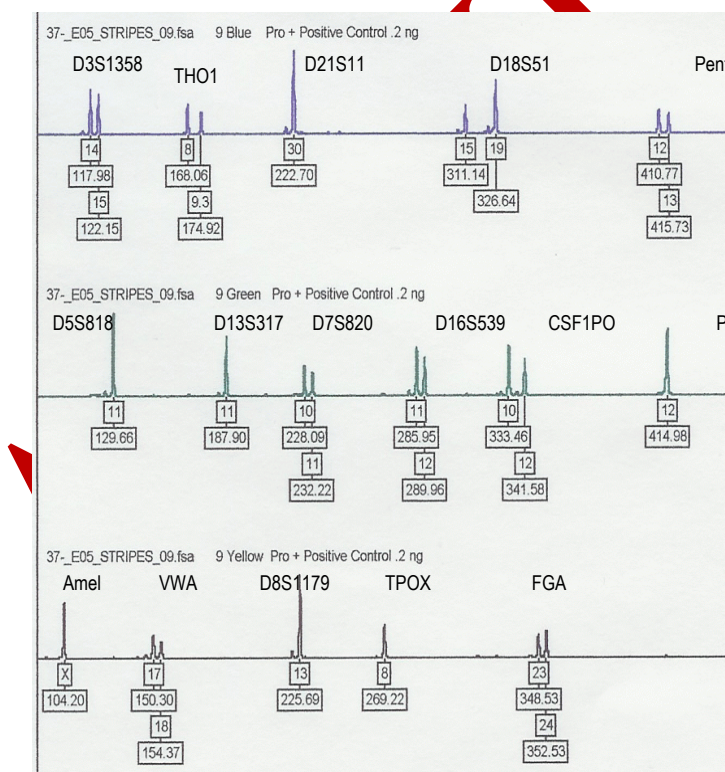 37-_E05_STRIPES_09.fsa 9 Blue Pro + Positive Control .2 ng
D3S1358 THO1 D21S11 D18S51 Pen
14 8 30 15 19 12
117.98 168.06 222.70 311.14 326.64 410.77
15 9.3 13
122.15 174.92 415.73
37-_E05_STRIPES_09.fsa 9 Green Pro + Positive Control .2 ng
D5S818 D13S317 D7S820 D16S539 CSF1PO P
11 11 10 11 10 12
129.66 187.90 228.09 285.95 333.46 414.98
11 12 12
232.22 289.96 341.58
37-_E05_STRIPES_09.fsa 9 Yellow Pro + Positive Control .2 ng
Amel VWA D8S1179 TPOX FGA
X 17 13 8 23
104.20 150.30 225.69 269.22 348.53
18 24
154.37 352.53